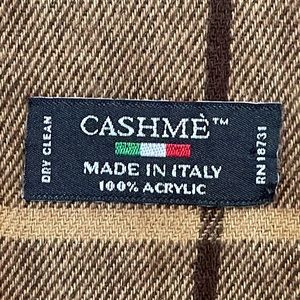 CASHMÈ™
MADE IN ITALY
100% ACRYLIC
DRY CLEAN
RN18731